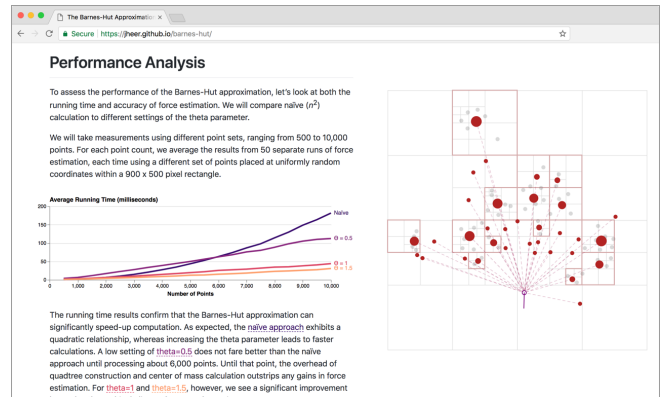 The Barnes-Hut Approximation
Secure https://jheer.github.io/barnes-hut/
Performance Analysis
To assess the performance of the Barnes-Hut approximation, let's look at both the
running time and accuracy of force estimation. We will compare naïve (n²)
calculation to different settings of the theta parameter.
We will take measurements using different point sets, ranging from 500 to 10,000
points. For each point count, we average the results from 50 separate runs of force
estimation, each time using a different set of points placed at uniformly random
coordinates within a 900 x 500 pixel rectangle.
Average Running Time (milliseconds)
200
150
100
50
0
Naïve
Θ = 0.5
Θ = 1
Θ = 1.5
0 1,000 2,000 3,000 4,000 5,000 6,000 7,000 8,000 9,000 10,000
Number of Points
The running time results confirm that the Barnes-Hut approximation can
significantly speed-up computation. As expected, the naïve approach exhibits a
quadratic relationship, whereas increasing the theta parameter leads to faster
calculations. A low setting of theta=0.5 does not fare better than the naïve
approach until processing about 6,000 points. Until that point, the overhead of
quadtree construction and center of mass calculation outstrips any gains in force
estimation. For theta=1 and theta=1.5, however, we see a significant improvement